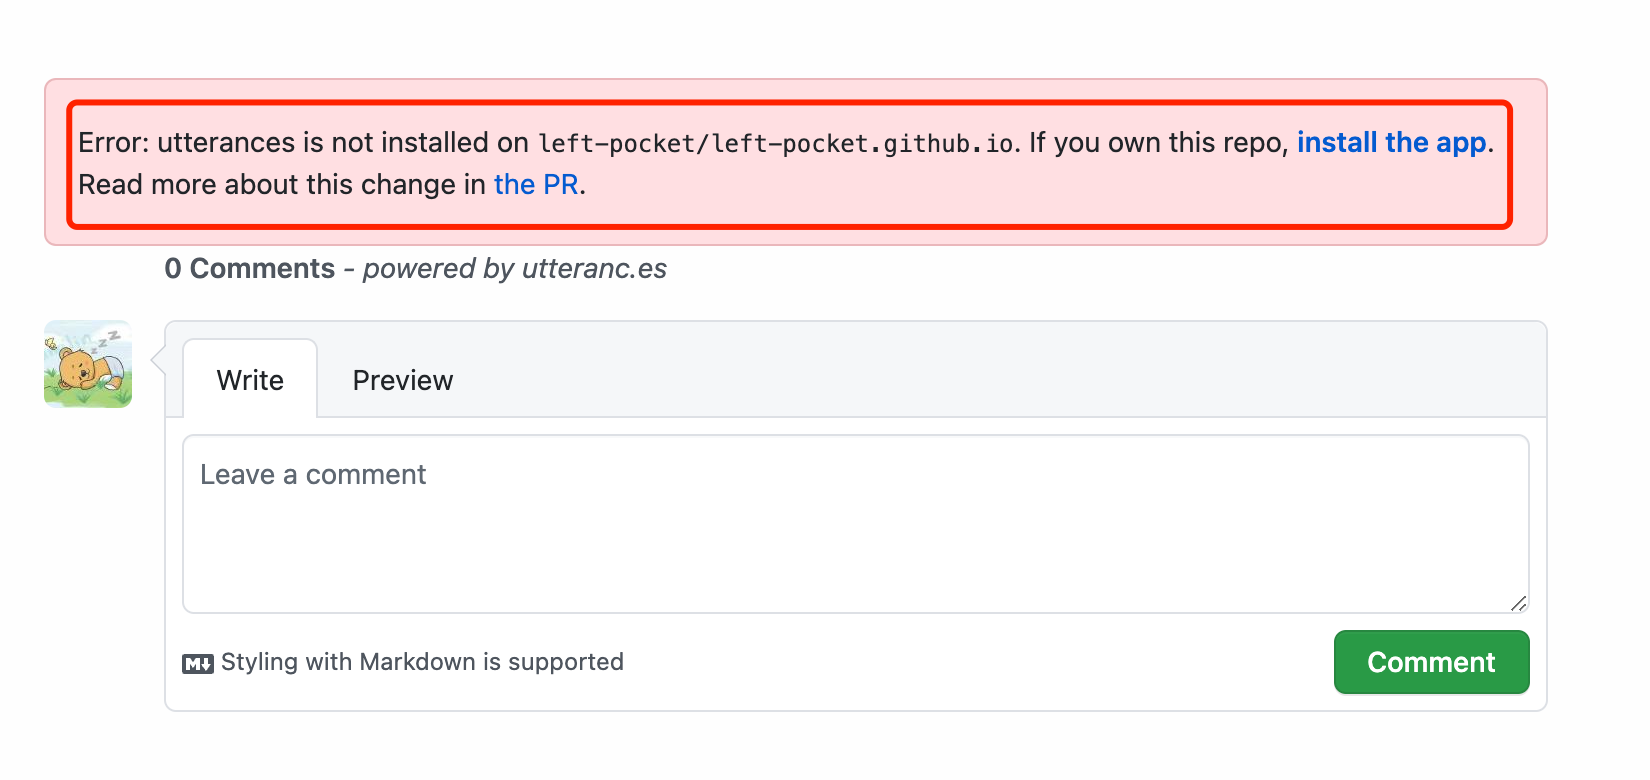 Error: utterances is not installed on left-pocket/left-pocket.github.io. If you own this repo, install the app.
Read more about this change in the PR.
0 Comments - powered by utteranc.es
Write Preview
Leave a comment
Styling with Markdown is supported
Comment